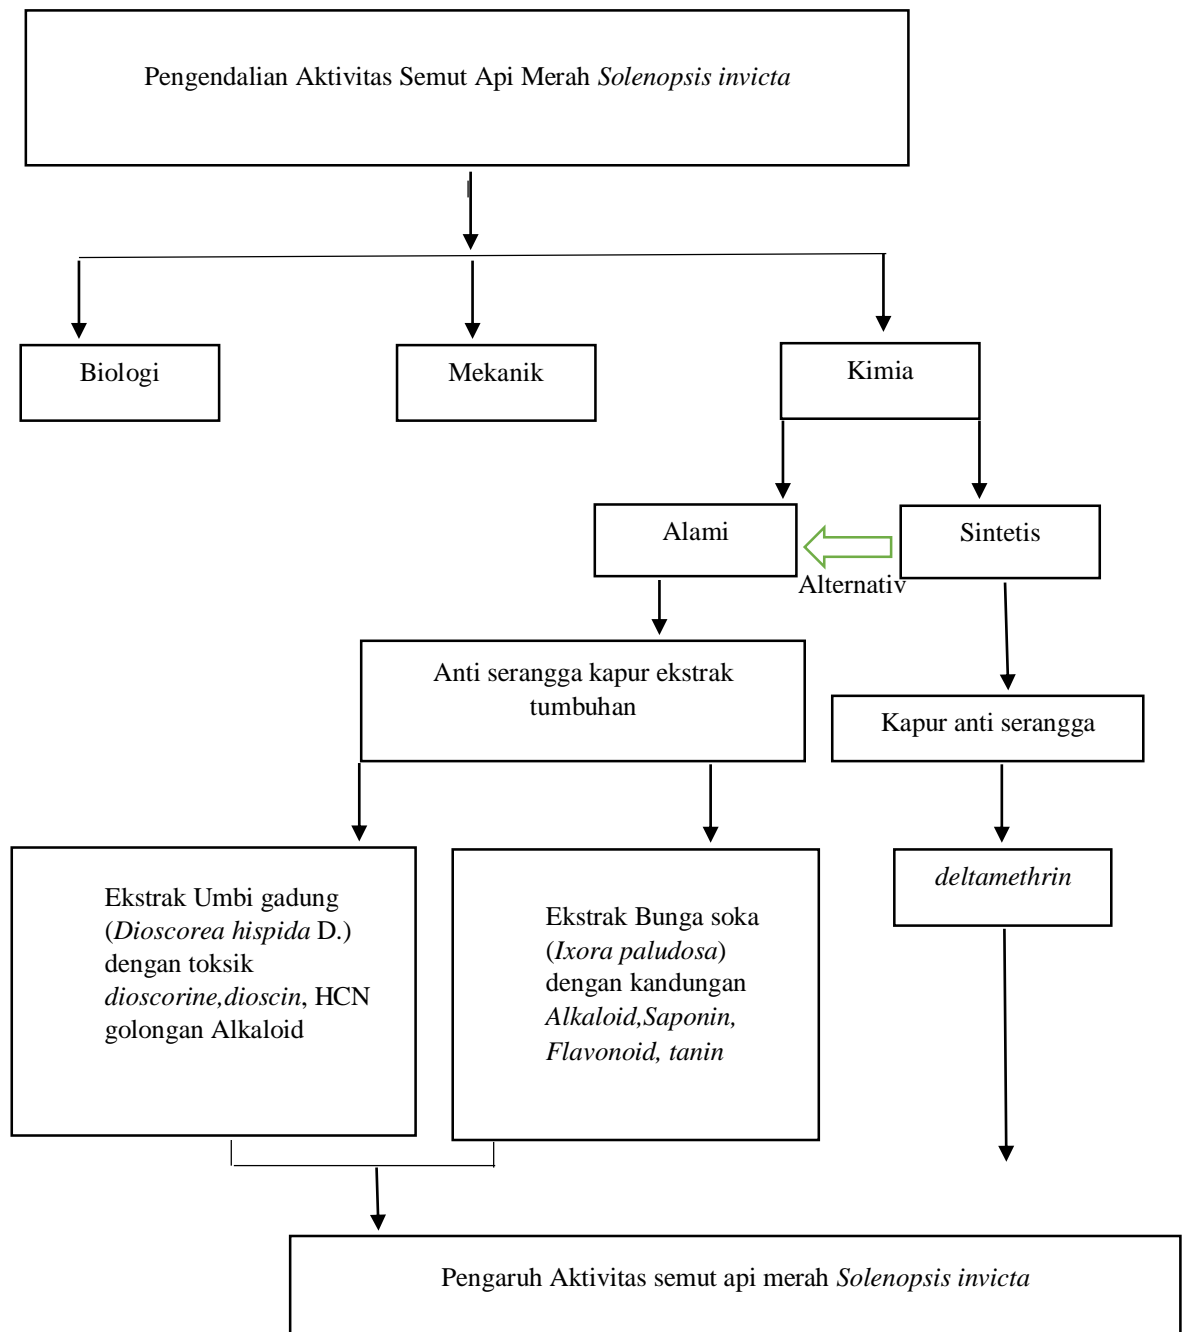 Pengendalian Aktivitas Semut Api Merah Solenopsis invicta
Biologi
Mekanik
Kimia
Alami
Sintetis
Alternativ
Anti serangga kapur ekstrak
tumbuhan
Kapur anti serangga
Ekstrak Umbi gadung
(Dioscorea hispida D.)
dengan toksik
dioscorine,dioscin, HCN
golongan Alkaloid
Ekstrak Bunga soka
(Ixora paludosa)
dengan kandungan
Alkaloid,Saponin,
Flavonoid, tanin
deltamethrin
Pengaruh Aktivitas semut api merah Solenopsis invicta